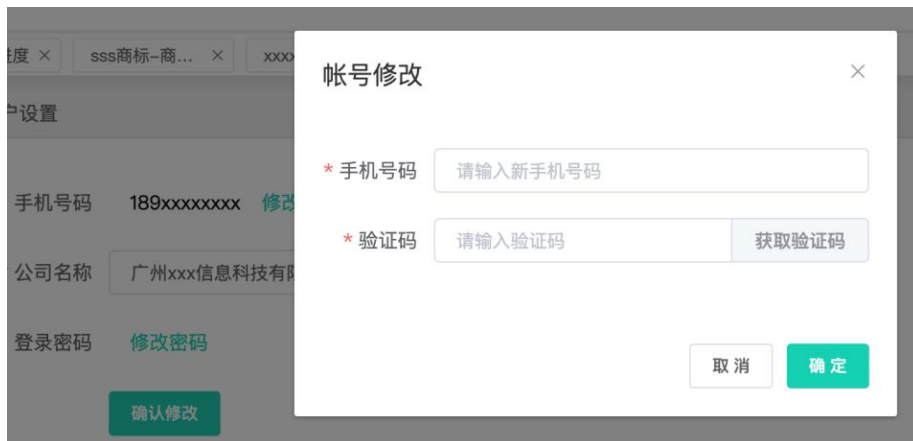 进度 × sss商标-商... × xxxx
户设置
手机号码 189xxxxxxxx 修改
公司名称 广州xxx信息科技有限
登录密码 修改密码
确认修改
帐号修改 ×
* 手机号码 请输入新手机号码
* 验证码 请输入验证码 获取验证码
取消 确定